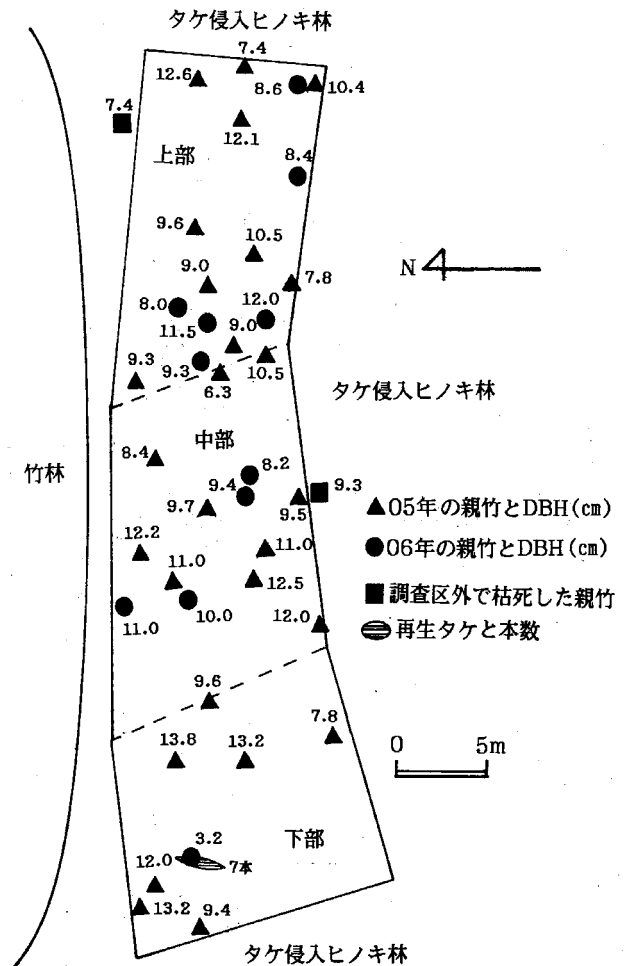 タケ侵入ヒノキ林
7.4
12.6
8.6
10.4
7.4
12.1
上部
8.4
9.6
10.5
N
9.0
7.8
8.0
12.0
11.5
9.0
9.3
9.3
6.3
10.5
タケ侵入ヒノキ林
中部
8.4
8.2
竹林
9.4
9.3
9.7
9.5
▲05年の親竹とDBH(㎝)
12.2
11.0
●06年の親竹とDBH(㎝)
11.0
12.5
■調査区外で枯死した親竹
11.0
10.0
12.0
再生タケと本数
9.6
7.8
13.8
13.2
0 5m
3.2
下部
12.0
7本
13.2
9.4
タケ侵入ヒノキ林